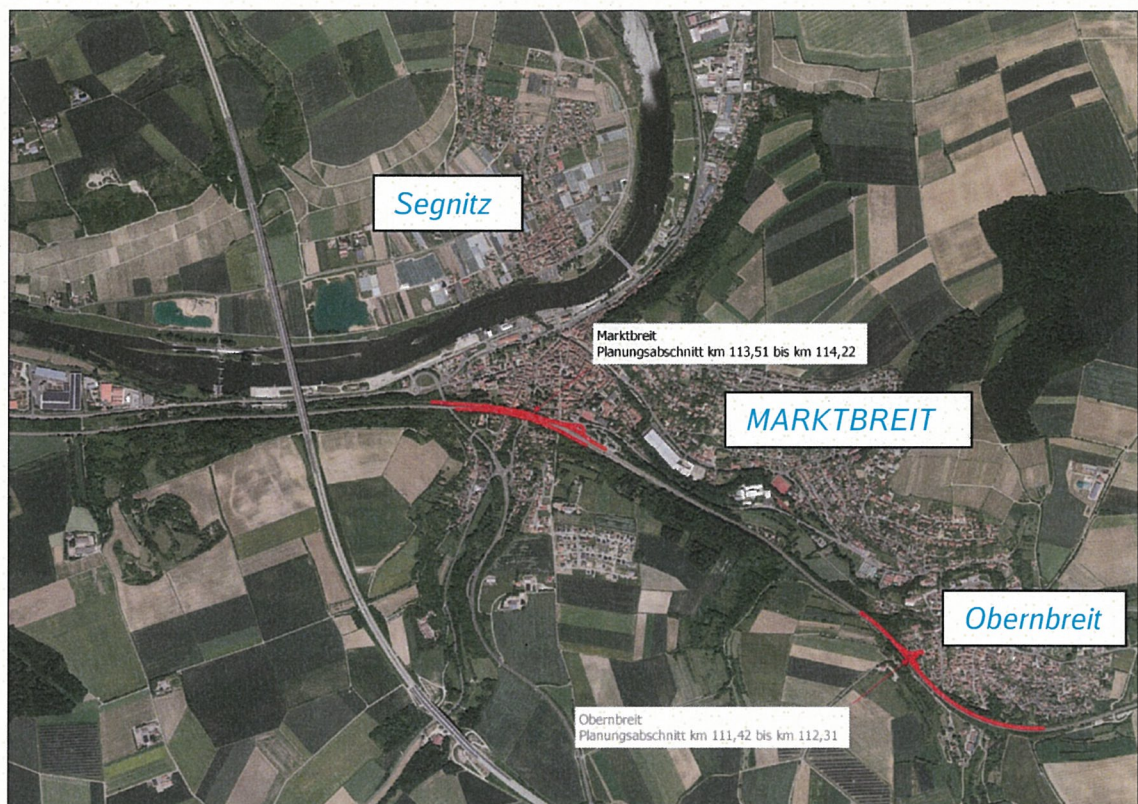 Segnitz
Marktbreit
Planungsabschnitt km 113,51 bis km 114,22
MARKTBREIT
Obernbreit
Obernbreit
Planungsabschnitt km 111,42 bis km 112,31